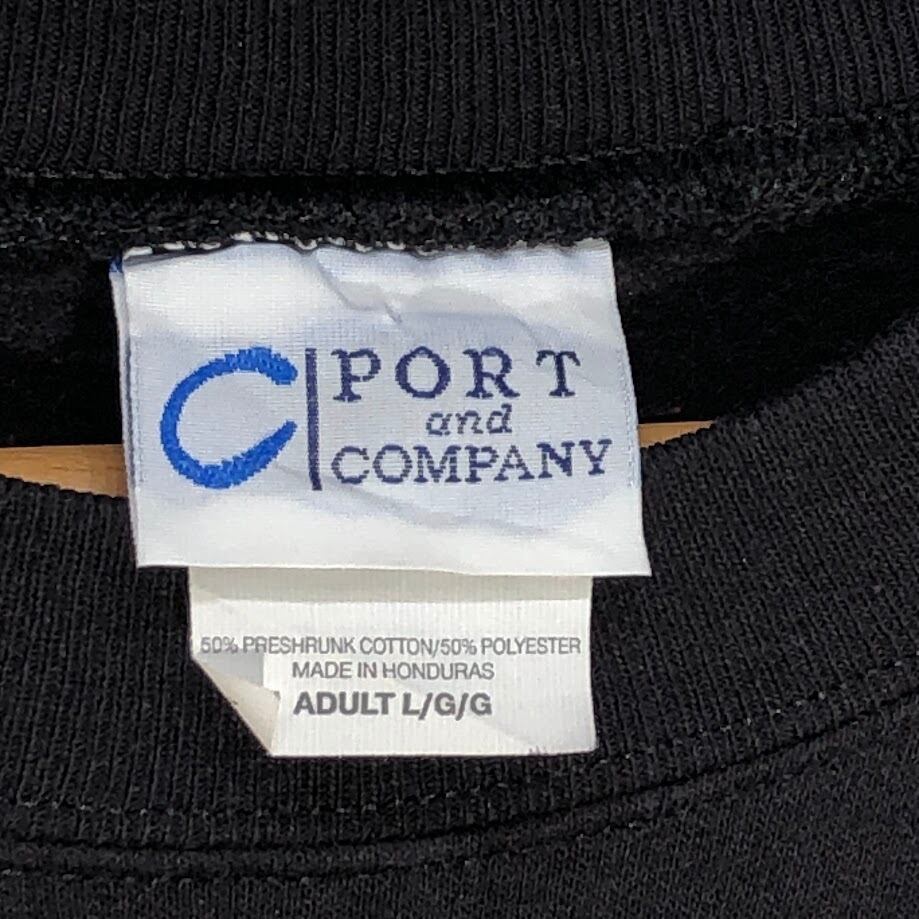 PORT
and
COMPANY
50% PRESHRUNK COTTON/50% POLYESTER
MADE IN HONDURAS
ADULT L/G/G